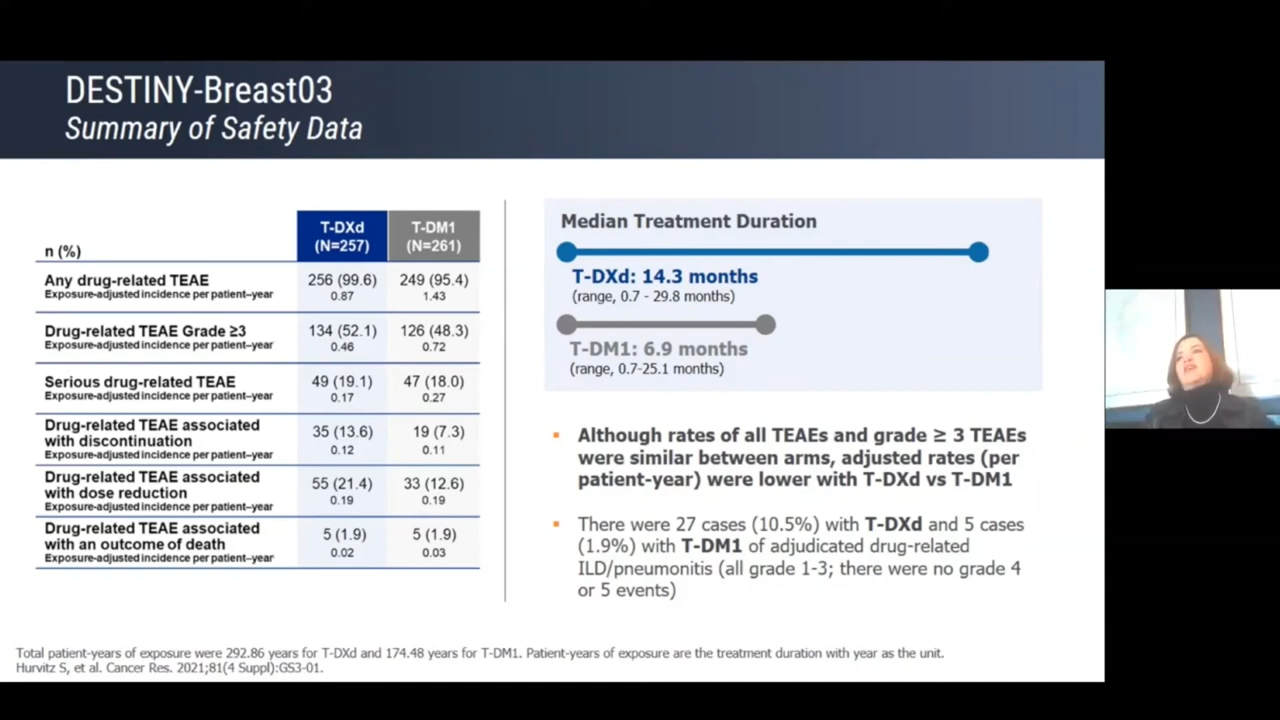 DESTINY-Breast03
Summary of Safety Data
n (%)
T-DXd
(N=257)
T-DM1
(N=261)
Any drug-related TEAE
Exposure-adjusted incidence per patient–year
256 (99.6)
0.87
249 (95.4)
1.43
Drug-related TEAE Grade ≥3
Exposure-adjusted incidence per patient–year
134 (52.1)
0.46
126 (48.3)
0.72
Serious drug-related TEAE
Exposure-adjusted incidence per patient–year
49 (19.1)
0.17
47 (18.0)
0.27
Drug-related TEAE associated
with discontinuation
Exposure-adjusted incidence per patient–year
35 (13.6)
0.12
19 (7.3)
0.11
Drug-related TEAE associated
with dose reduction
Exposure-adjusted incidence per patient–year
55 (21.4)
0.19
33 (12.6)
0.19
Drug-related TEAE associated
with an outcome of death
Exposure-adjusted incidence per patient–year
5 (1.9)
0.02
5 (1.9)
0.03
Median Treatment Duration
T-DXd: 14.3 months
(range, 0.7 - 29.8 months)
T-DM1: 6.9 months
(range, 0.7-25.1 months)
▪ Although rates of all TEAEs and grade ≥ 3 TEAEs
were similar between arms, adjusted rates (per
patient-year) were lower with T-DXd vs T-DM1
▪ There were 27 cases (10.5%) with T-DXd and 5 cases
(1.9%) with T-DM1 of adjudicated drug-related
ILD/pneumonitis (all grade 1-3; there were no grade 4
or 5 events)
Total patient-years of exposure were 292.86 years for T-DXd and 174.48 years for T-DM1. Patient-years of exposure are the treatment duration with year as the unit.
Hurvitz S, et al. Cancer Res. 2021;81(4 Suppl):GS3-01.